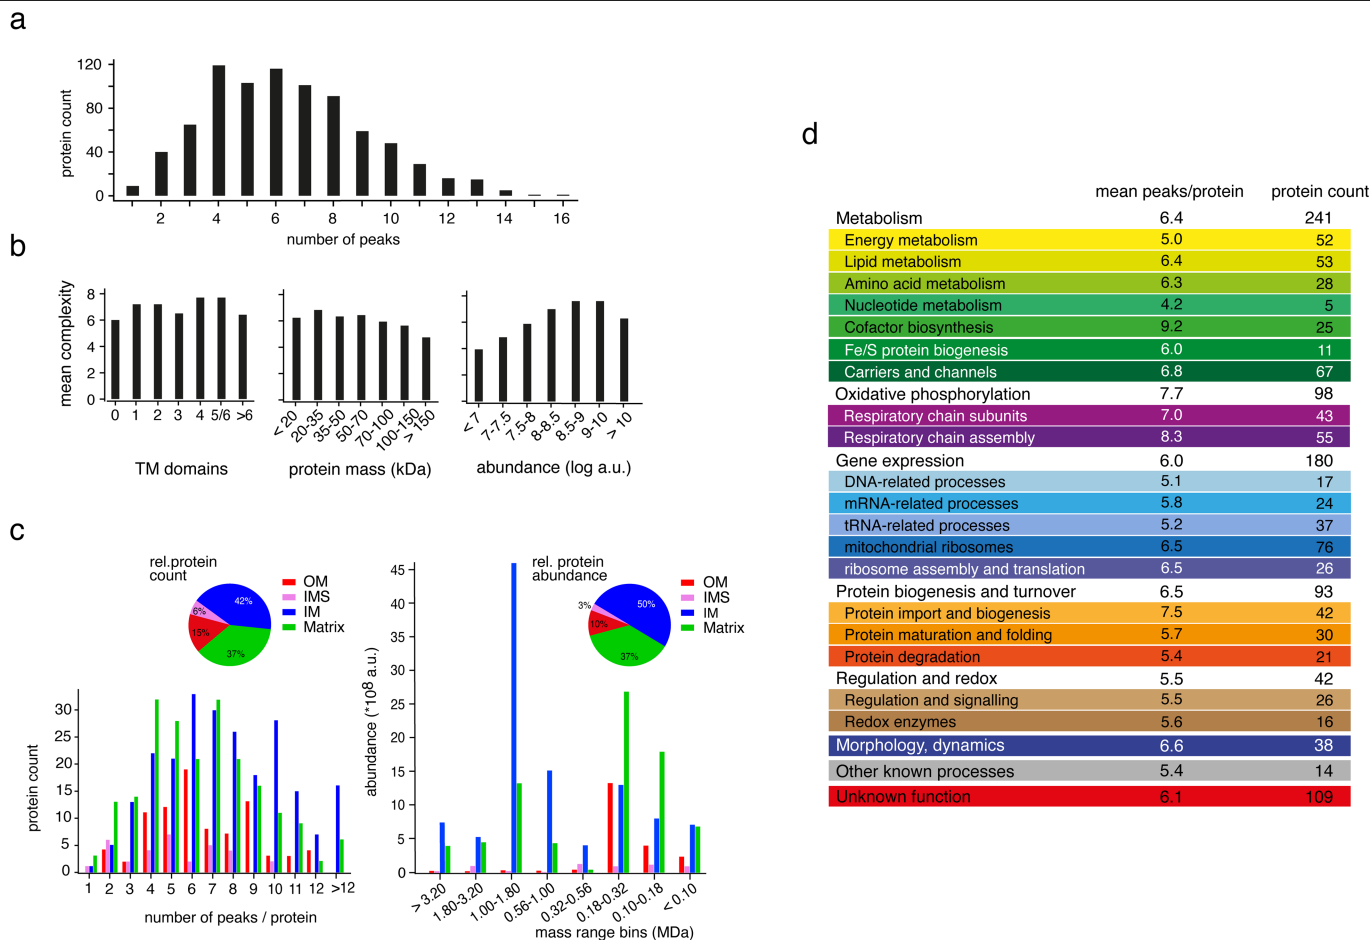 a
protein count
120
80
40
0
2 4 6 8 10 12 14 16
number of peaks
b
mean complexity
8
6
4
2
0
0 1 2 3 4 5/6 >6
TM domains
< 20 20-35 35-50 50-70 70-100 100-150 > 150
protein mass (kDa)
< 7 7-7.5 7.5-8 8-8.5 8.5-9 9-10 > 10
abundance (log a.u.)
c
rel.protein
count
42%
6%
15%
37%
OM
IMS
IM
Matrix
protein count
30
25
20
15
10
5
0
1 2 3 4 5 6 7 8 9 10 11 12 >12
number of peaks / protein
rel. protein
abundance
50%
3%
10%
37%
OM
IMS
IM
Matrix
abundance (*10⁸ a.u.)
45
40
35
30
25
20
15
10
5
0
> 3.20 1.80-3.20 1.00-1.80 0.56-1.00 0.32-0.56 0.18-0.32 0.10-0.18 < 0.10
mass range bins (MDa)
d
mean peaks/protein protein count
Metabolism 6.4 241
Energy metabolism 5.0 52
Lipid metabolism 6.4 53
Amino acid metabolism 6.3 28
Nucleotide metabolism 4.2 5
Cofactor biosynthesis 9.2 25
Fe/S protein biogenesis 6.0 11
Carriers and channels 6.8 67
Oxidative phosphorylation 7.7 98
Respiratory chain subunits 7.0 43
Respiratory chain assembly 8.3 55
Gene expression 6.0 180
DNA-related processes 5.1 17
mRNA-related processes 5.8 24
tRNA-related processes 5.2 37
mitochondrial ribosomes 6.5 76
ribosome assembly and translation 6.5 26
Protein biogenesis and turnover 6.5 93
Protein import and biogenesis 7.5 42
Protein maturation and folding 5.7 30
Protein degradation 5.4 21
Regulation and redox 5.5 42
Regulation and signalling 5.5 26
Redox enzymes 5.6 16
Morphology, dynamics 6.6 38
Other known processes 5.4 14
Unknown function 6.1 109